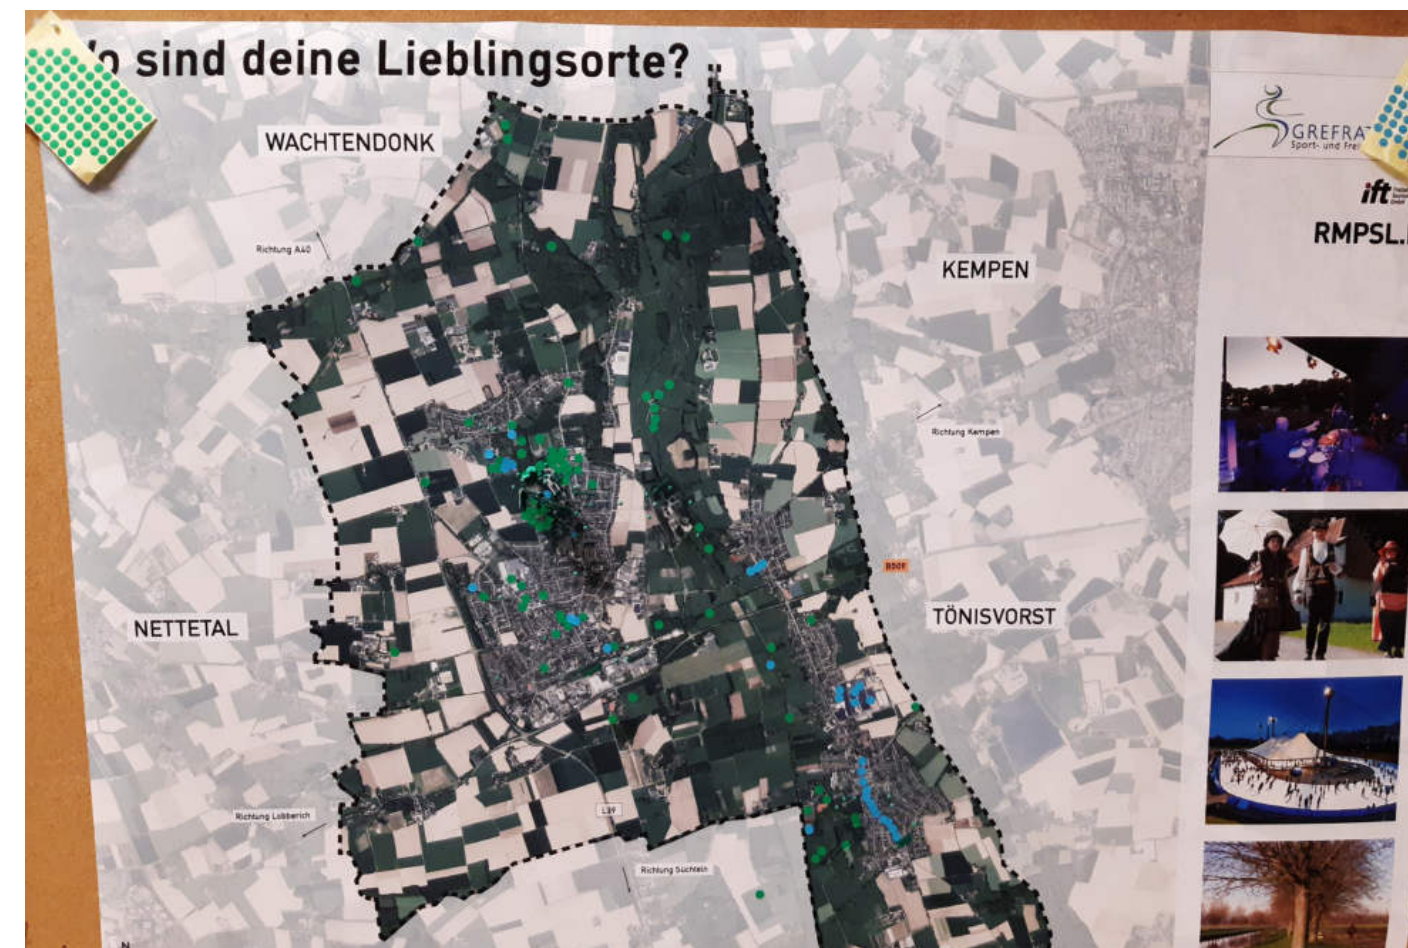 o sind deine Lieblingsorte?
WACHTENDONK
GREFRA
Sport- und Frei
ift
RMPSL.
Richtung A40
KEMPEN
Richtung Kempen
B509
NETTETAL
TÖNISVORST
Richtung Lobberich
L39
Richtung Süchteln
N